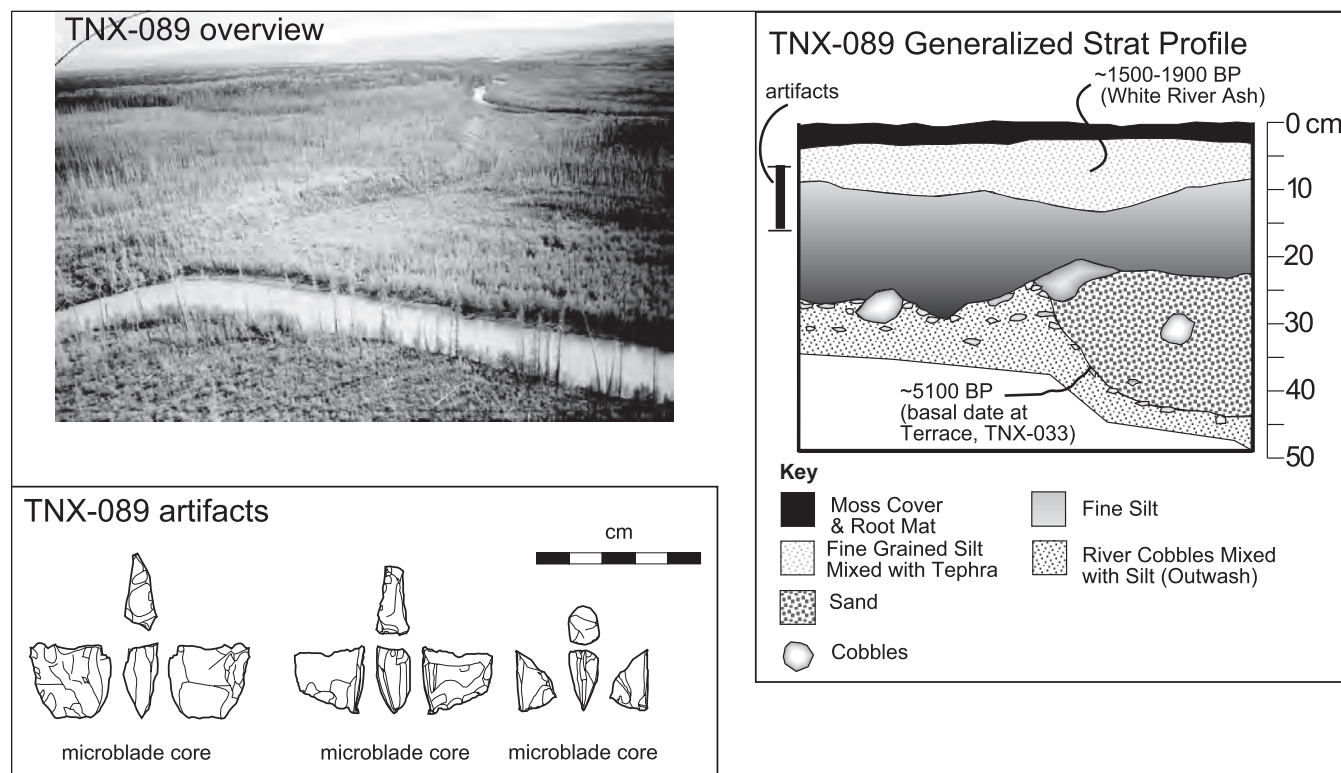 TNX-089 overview
TNX-089 Generalized Strat Profile
~1500-1900 BP
(White River Ash)
artifacts
0 cm
10
20
30
40
50
~5100 BP
(basal date at
Terrace, TNX-033)
Key
Moss Cover
& Root Mat
Fine Grained Silt
Mixed with Tephra
Sand
Cobbles
Fine Silt
River Cobbles Mixed
with Silt (Outwash)
TNX-089 artifacts
cm
microblade core
microblade core
microblade core